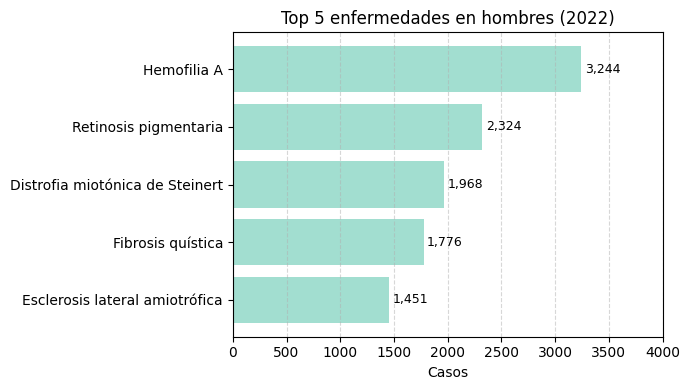 Top 5 enfermedades en hombres (2022)
Hemofilia A
3,244
Retinosis pigmentaria
2,324
Distrofia miotónica de Steinert
1,968
Fibrosis quística
1,776
Esclerosis lateral amiotrófica
1,451
0 500 1000 1500 2000 2500 3000 3500 4000
Casos